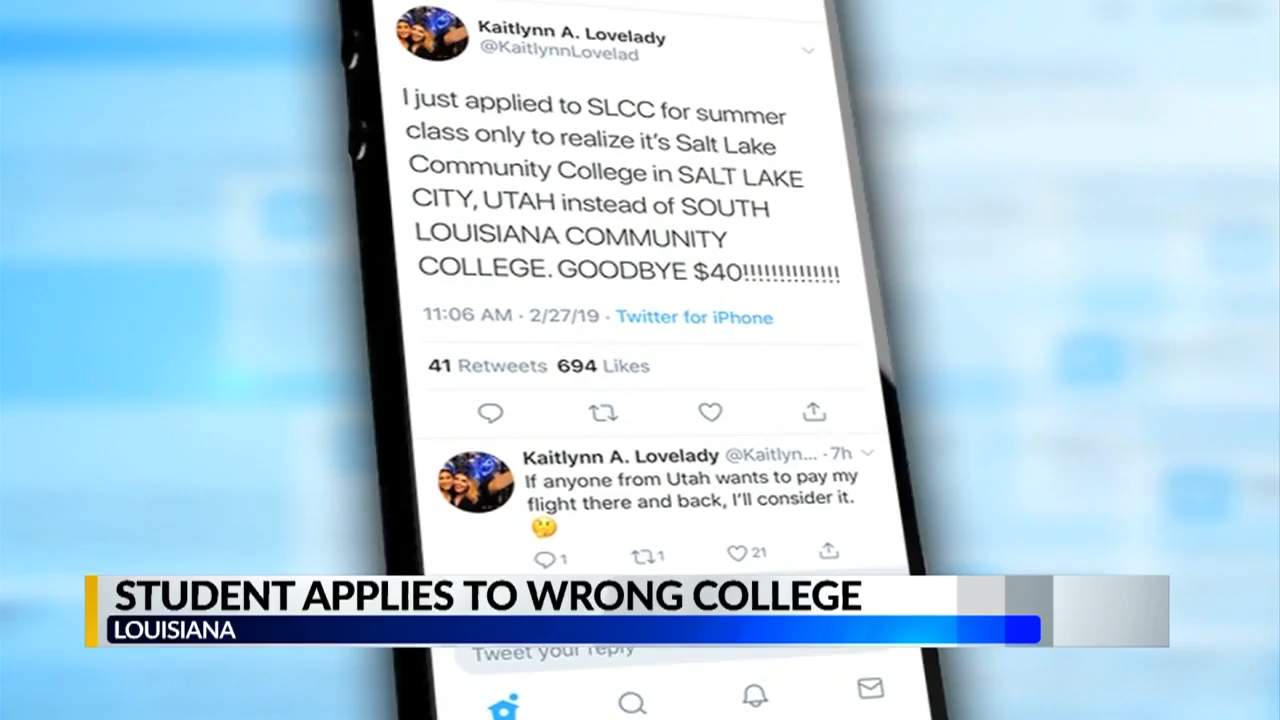 Kaitlynn A. Lovelady
@KaitlynnLovelad
I just applied to SLCC for summer
class only to realize it's Salt Lake
Community College in SALT LAKE
CITY, UTAH instead of SOUTH
LOUISIANA COMMUNITY
COLLEGE. GOODBYE $40!!!!!!!!!!!!!!!
11:06 AM · 2/27/19 · Twitter for iPhone
41 Retweets 694 Likes
Kaitlynn A. Lovelady @Kaitlyn... · 7h
If anyone from Utah wants to pay my
flight there and back, I'll consider it.
🤔
1 1 21
STUDENT APPLIES TO WRONG COLLEGE
LOUISIANA
Tweet your reply